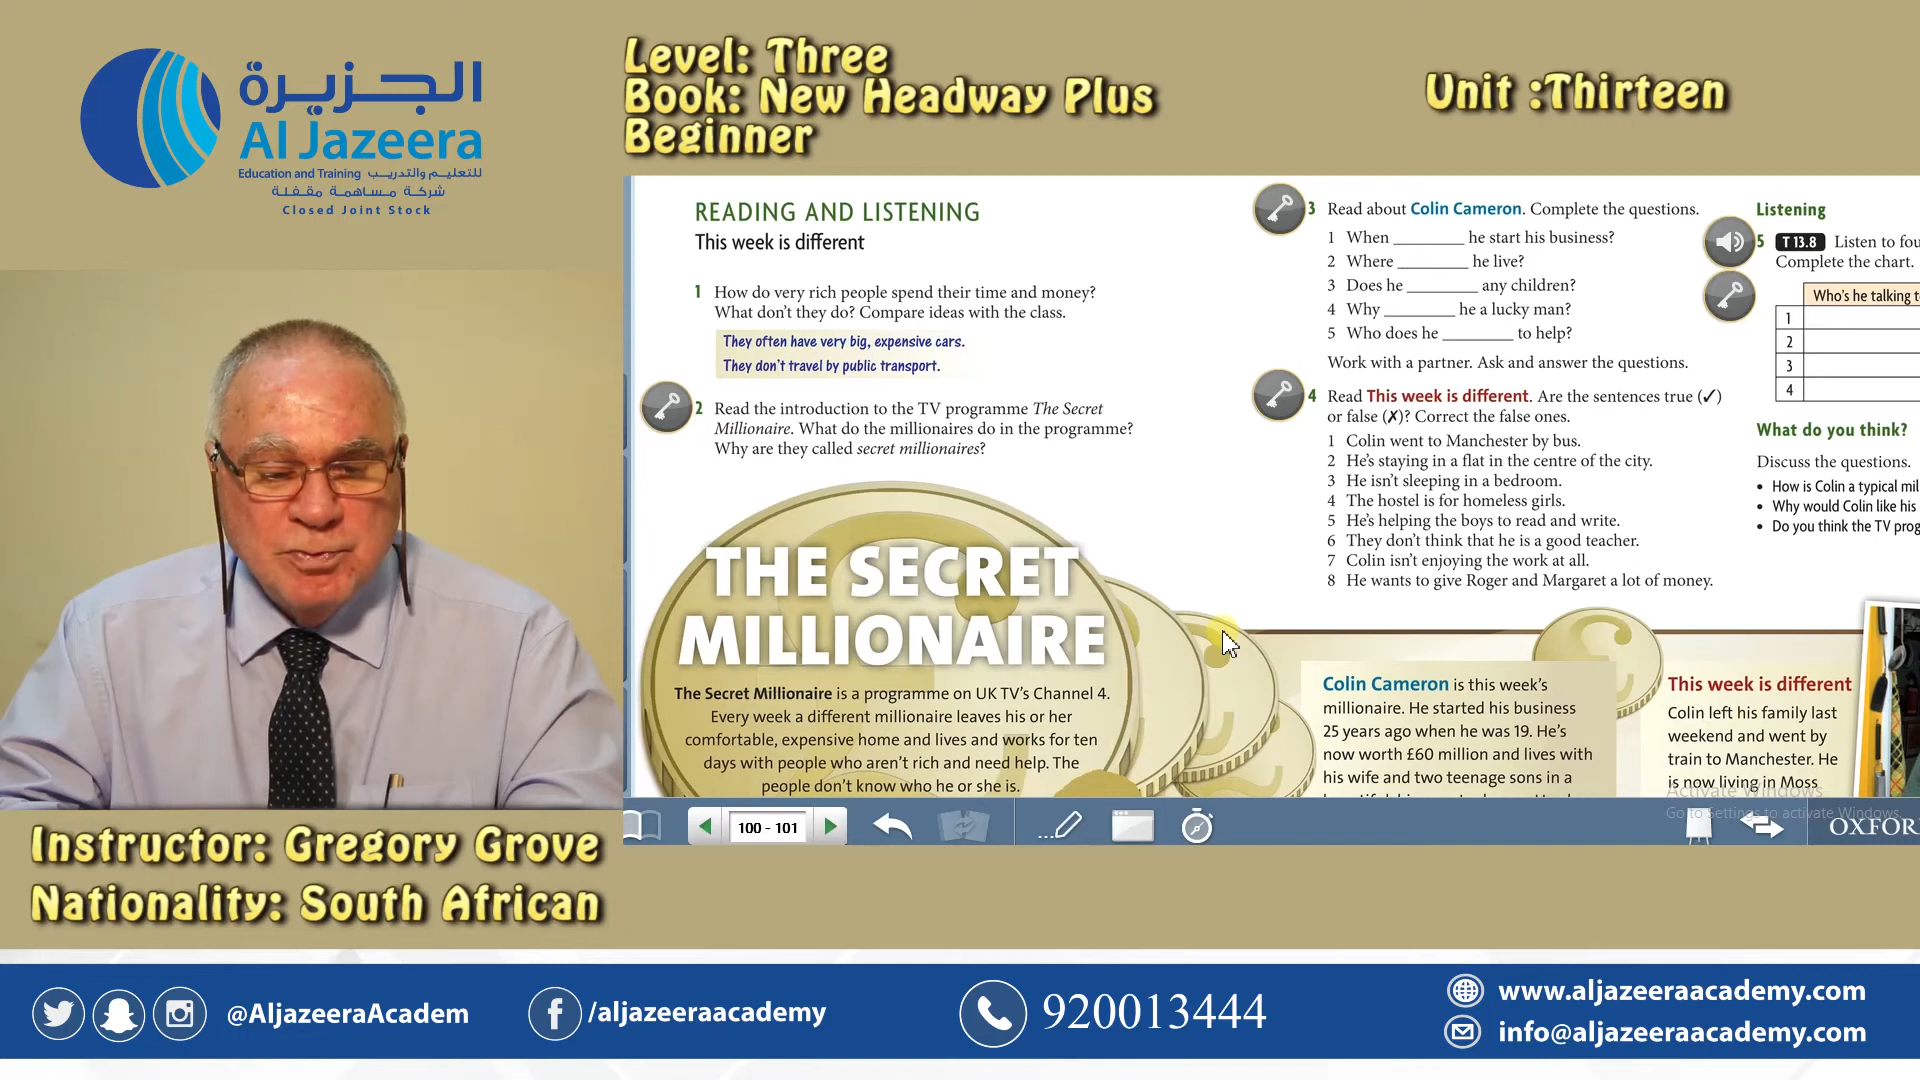 الجزيرة
Al Jazeera
Education and Training للتعليم والتدريب
شركة مساهمة مقفلة
Closed Joint Stock
Level: Three
Book: New Headway Plus
Beginner
Unit :Thirteen
READING AND LISTENING
This week is different
1 How do very rich people spend their time and money?
What don't they do? Compare ideas with the class.
They often have very big, expensive cars.
They don't travel by public transport.
2 Read the introduction to the TV programme The Secret
Millionaire. What do the millionaires do in the programme?
Why are they called secret millionaires?
THE SECRET
MILLIONAIRE
The Secret Millionaire is a programme on UK TV's Channel 4.
Every week a different millionaire leaves his or her
comfortable, expensive home and lives and works for ten
days with people who aren't rich and need help. The
people don't know who he or she is.
3 Read about Colin Cameron. Complete the questions.
1 When ________ he start his business?
2 Where ________ he live?
3 Does he ________ any children?
4 Why ________ he a lucky man?
5 Who does he ________ to help?
Work with a partner. Ask and answer the questions.
4 Read This week is different. Are the sentences true (✓)
or false (✗)? Correct the false ones.
1 Colin went to Manchester by bus.
2 He's staying in a flat in the centre of the city.
3 He isn't sleeping in a bedroom.
4 The hostel is for homeless girls.
5 He's helping the boys to read and write.
6 They don't think that he is a good teacher.
7 Colin isn't enjoying the work at all.
8 He wants to give Roger and Margaret a lot of money.
Colin Cameron is this week's
millionaire. He started his business
25 years ago when he was 19. He's
now worth £60 million and lives with
his wife and two teenage sons in a
This week is different
Colin left his family last
weekend and went by
train to Manchester. He
is now living in Moss
Listening
5 T 13.8 Listen to fou
Complete the chart.
Who's he talking t
1
2
3
4
What do you think?
Discuss the questions.
• How is Colin a typical mil
• Why would Colin like his
• Do you think the TV prog
Activate Windows
Go to Settings to activate Windows.
100 - 101
OXFOR
Instructor: Gregory Grove
Nationality: South African
@AljazeeraAcadem
/aljazeeraacademy
920013444
www.aljazeeraacademy.com
info@aljazeeraacademy.com